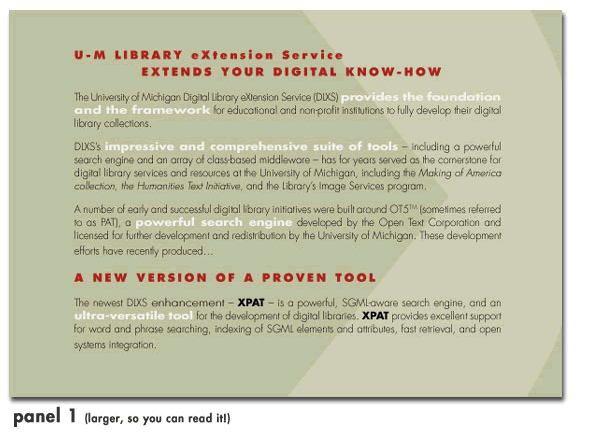 U-M LIBRARY eXtension Service
EXTENDS YOUR DIGITAL KNOW-HOW
The University of Michigan Digital Library eXtension Service (DLXS) provides the foundation
and the framework for educational and non-profit institutions to fully develop their digital
library collections.
DLXS's impressive and comprehensive suite of tools – including a powerful
search engine and an array of class-based middleware – has for years served as the cornerstone for
digital library services and resources at the University of Michigan, including the Making of America
collection, the Humanities Text Initiative, and the Library's Image Services program.
A number of early and successful digital library initiatives were built around OT5™ (sometimes referred
to as PAT), a powerful search engine developed by the Open Text Corporation and
licensed for further development and redistribution by the University of Michigan. These development
efforts have recently produced...
A NEW VERSION OF A PROVEN TOOL
The newest DLXS enhancement – XPAT – is a powerful, SGML-aware search engine, and an
ultra-versatile tool for the development of digital libraries. XPAT provides excellent support
for word and phrase searching, indexing of SGML elements and attributes, fast retrieval, and open
systems integration.
panel 1 (larger, so you can read it!)